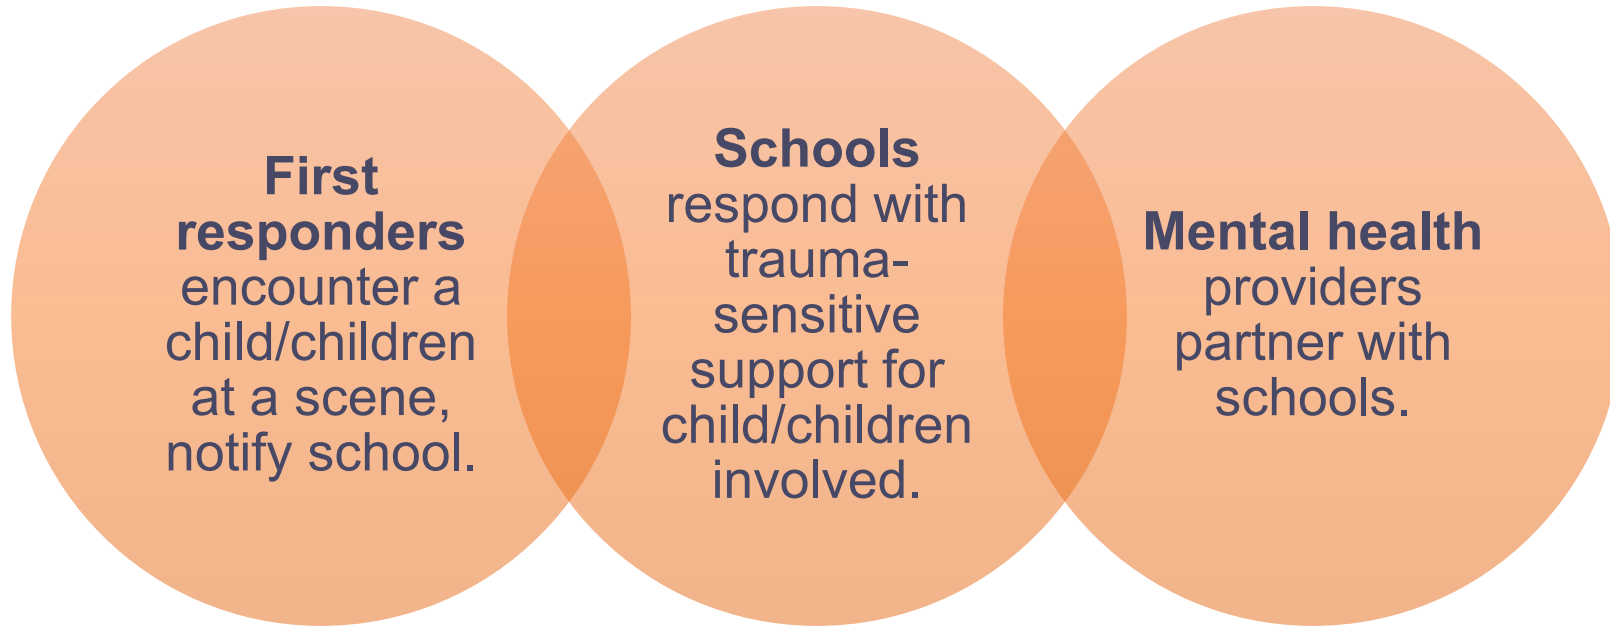 First
responders
encounter a
child/children
at a scene,
notify school.
Schools
respond with
trauma-
sensitive
support for
child/children
involved.
Mental health
providers
partner with
schools.